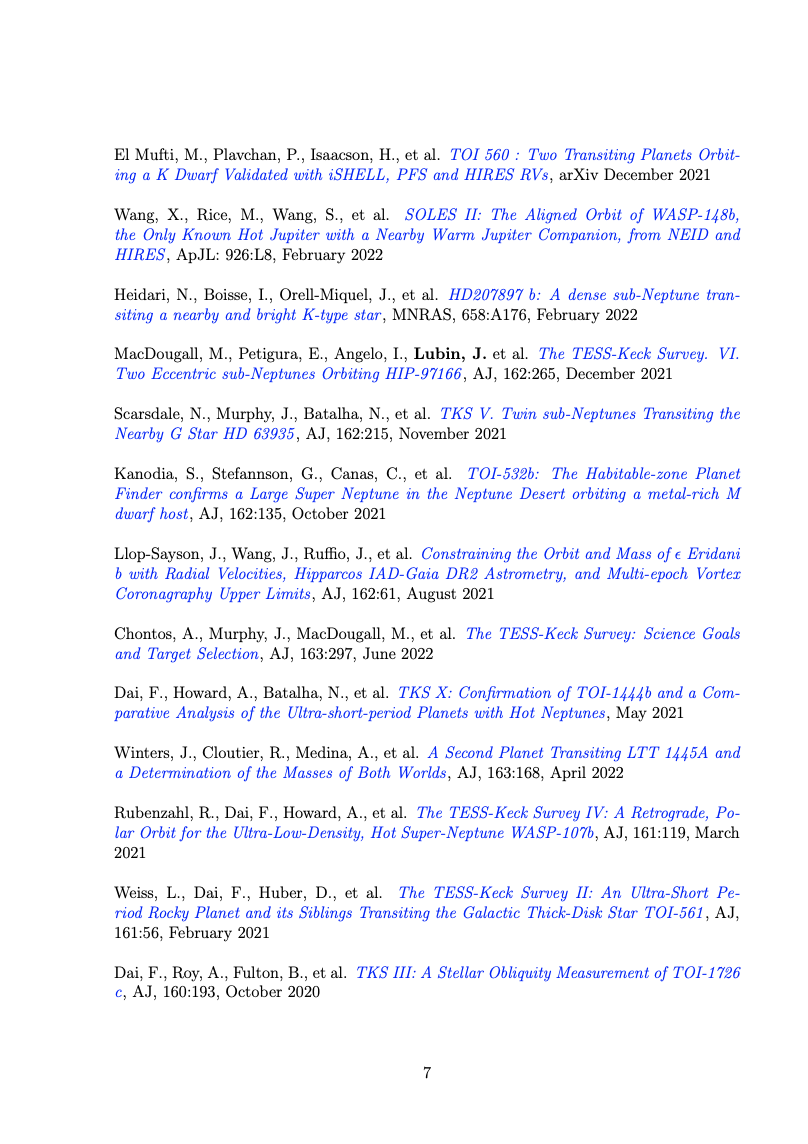 El Mufti, M., Plavchan, P., Isaacson, H., et al. TOI 560 : Two Transiting Planets Orbit-
ing a K Dwarf Validated with iSHELL, PFS and HIRES RVs, arXiv December 2021
Wang, X., Rice, M., Wang, S., et al. SOLES II: The Aligned Orbit of WASP-148b,
the Only Known Hot Jupiter with a Nearby Warm Jupiter Companion, from NEID and
HIRES, ApJL: 926:L8, February 2022
Heidari, N., Boisse, I., Orell-Miquel, J., et al. HD207897 b: A dense sub-Neptune tran-
siting a nearby and bright K-type star, MNRAS, 658:A176, February 2022
MacDougall, M., Petigura, E., Angelo, I., Lubin, J. et al. The TESS-Keck Survey. VI.
Two Eccentric sub-Neptunes Orbiting HIP-97166, AJ, 162:265, December 2021
Scarsdale, N., Murphy, J., Batalha, N., et al. TKS V. Twin sub-Neptunes Transiting the
Nearby G Star HD 63935, AJ, 162:215, November 2021
Kanodia, S., Stefannson, G., Canas, C., et al. TOI-532b: The Habitable-zone Planet
Finder confirms a Large Super Neptune in the Neptune Desert orbiting a metal-rich M
dwarf host, AJ, 162:135, October 2021
Llop-Sayson, J., Wang, J., Ruffio, J., et al. Constraining the Orbit and Mass of ϵ Eridani
b with Radial Velocities, Hipparcos IAD-Gaia DR2 Astrometry, and Multi-epoch Vortex
Coronagraphy Upper Limits, AJ, 162:61, August 2021
Chontos, A., Murphy, J., MacDougall, M., et al. The TESS-Keck Survey: Science Goals
and Target Selection, AJ, 163:297, June 2022
Dai, F., Howard, A., Batalha, N., et al. TKS X: Confirmation of TOI-1444b and a Com-
parative Analysis of the Ultra-short-period Planets with Hot Neptunes, May 2021
Winters, J., Cloutier, R., Medina, A., et al. A Second Planet Transiting LTT 1445A and
a Determination of the Masses of Both Worlds, AJ, 163:168, April 2022
Rubenzahl, R., Dai, F., Howard, A., et al. The TESS-Keck Survey IV: A Retrograde, Po-
lar Orbit for the Ultra-Low-Density, Hot Super-Neptune WASP-107b, AJ, 161:119, March
2021
Weiss, L., Dai, F., Huber, D., et al. The TESS-Keck Survey II: An Ultra-Short Pe-
riod Rocky Planet and its Siblings Transiting the Galactic Thick-Disk Star TOI-561, AJ,
161:56, February 2021
Dai, F., Roy, A., Fulton, B., et al. TKS III: A Stellar Obliquity Measurement of TOI-1726
c, AJ, 160:193, October 2020
7